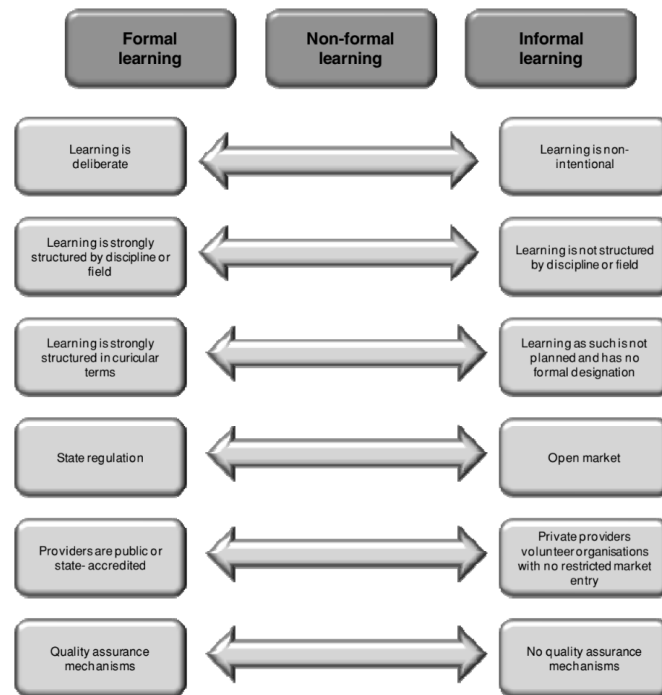 Formal
learning
Non-formal
learning
Informal
learning
Learning is
deliberate
Learning is non-
intentional
Learning is strongly
structured by discipline or
field
Learning is not structured
by discipline or field
Learning is strongly
structured in curicular
terms
Learning as such is not
planned and has no
formal designation
State regulation
Open market
Providers are public or
state- accredited
Private providers
volunteer organisations
with no restricted market
entry
Quality assurance
mechanisms
No quality assurance
mechanisms